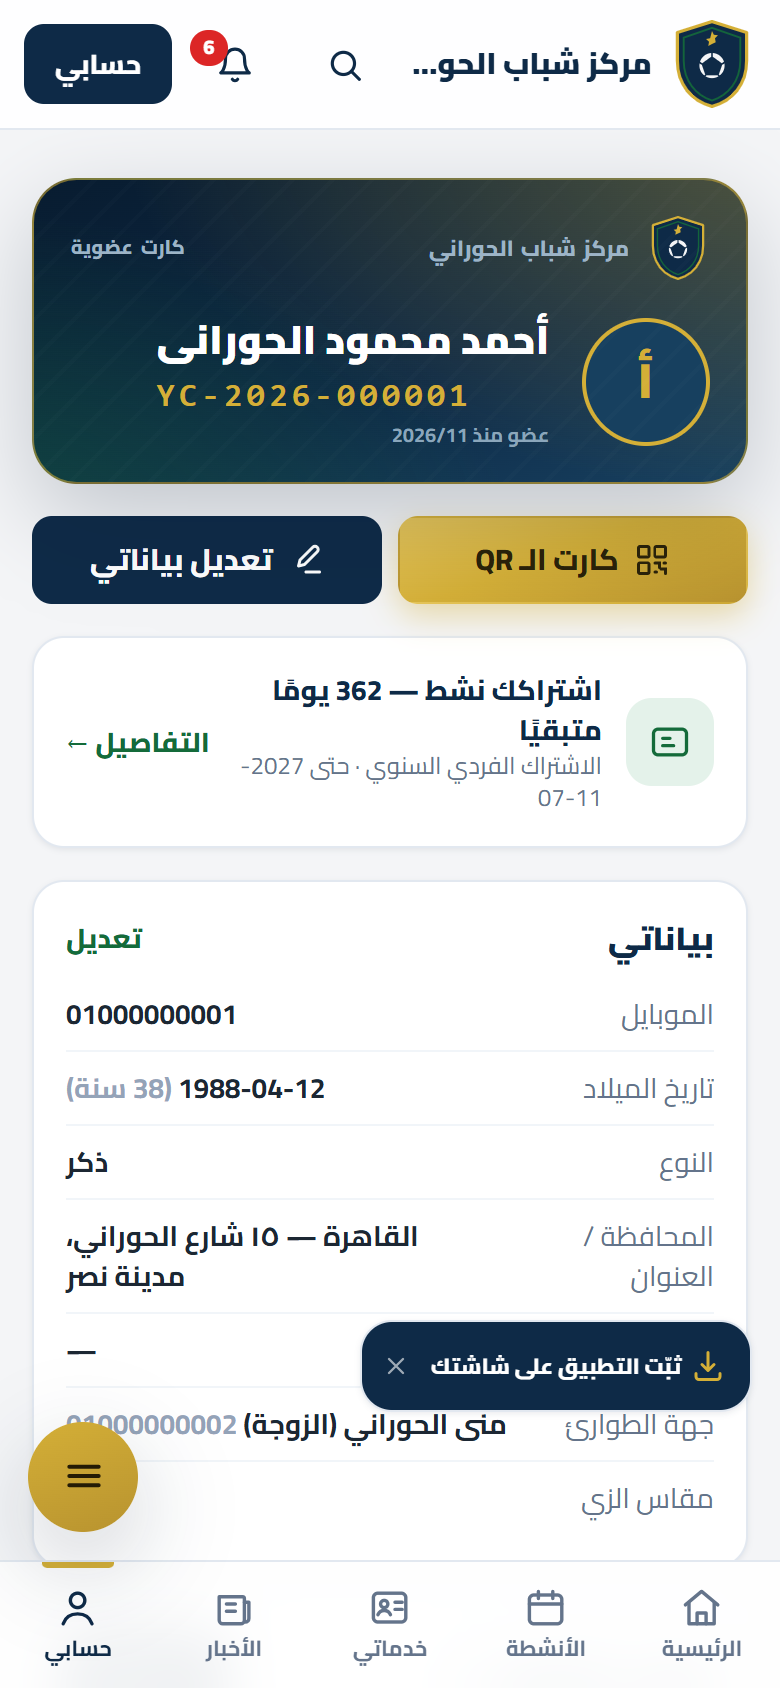 مركز شباب الحو...
6
حسابي
مركز شباب الحوراني
كارت عضوية
أ
أحمد محمود الحورانى
YC-2026-000001
عضو منذ 2026/11
كارت الـ QR
تعديل بياناتي
اشتراكك نشط — 362 يومًا
متبقيًا
الاشتراك الفردي السنوي · حتى 2027-
07-11
التفاصيل ←
بياناتي
تعديل
الموبايل
01000000001
تاريخ الميلاد
1988-04-12 (38 سنة)
النوع
ذكر
المحافظة /
العنوان
القاهرة — ١٥ شارع الحوراني،
مدينة نصر
—
ثبّت التطبيق على شاشتك
جهة الطوارئ
منى الحوراني (الزوجة) 01000000002
مقاس الزي
الرئيسية
الأنشطة
خدماتي
الأخبار
حسابي